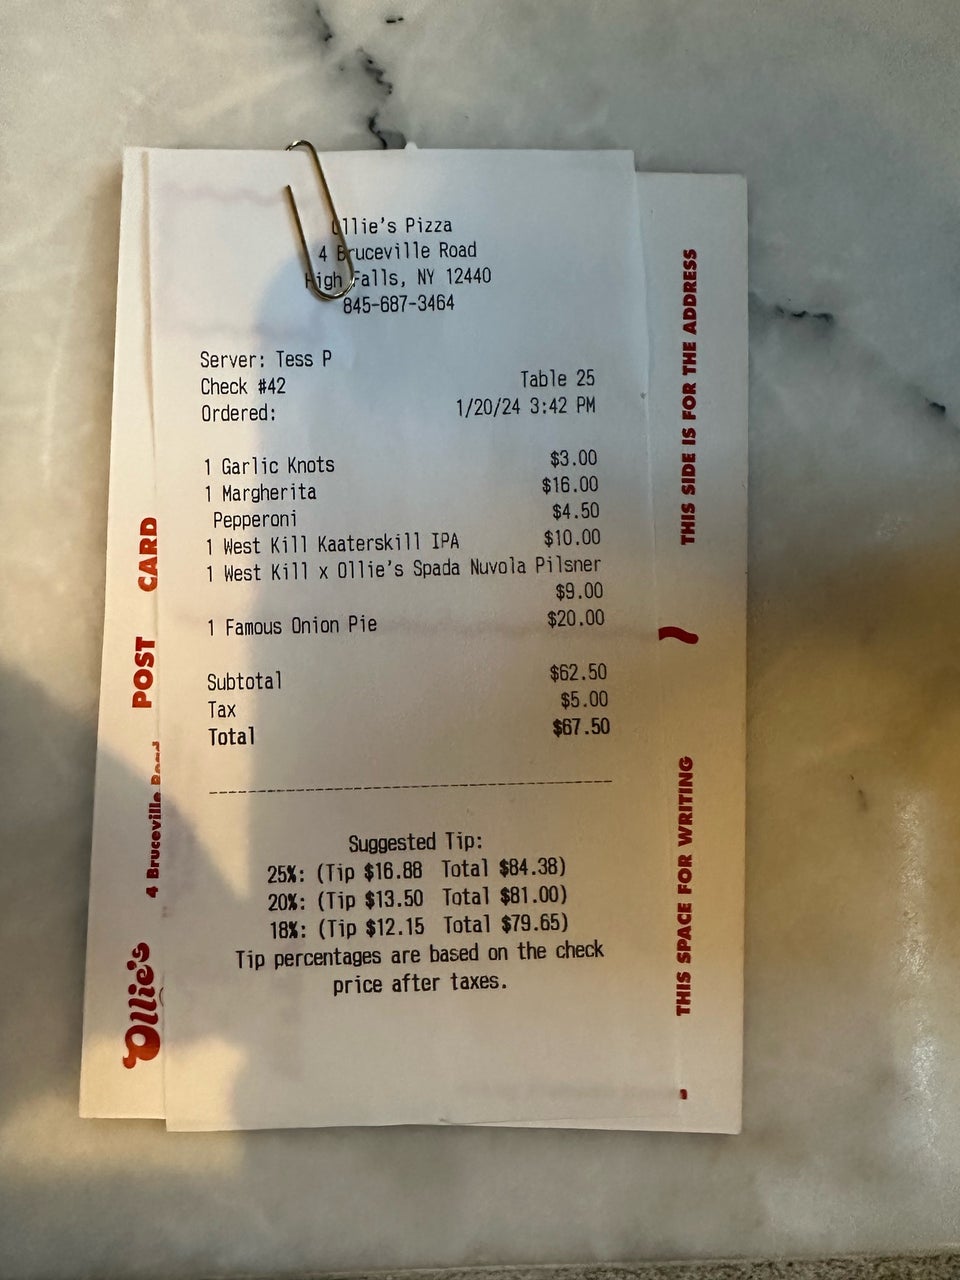 Ollie's Pizza
4 Bruceville Road
High Falls, NY 12440
845-687-3464
Server: Tess P
Check #42 Table 25
Ordered: 1/20/24 3:42 PM
1 Garlic Knots $3.00
1 Margherita $16.00
Pepperoni $4.50
1 West Kill Kaaterskill IPA $10.00
1 West Kill x Ollie's Spada Nuvola Pilsner
$9.00
1 Famous Onion Pie $20.00
Subtotal $62.50
Tax $5.00
Total $67.50
Suggested Tip:
25%: (Tip $16.88 Total $84.38)
20%: (Tip $13.50 Total $81.00)
18%: (Tip $12.15 Total $79.65)
Tip percentages are based on the check
price after taxes.
Ollie's 4 Bruceville Road POST CARD
THIS SPACE FOR WRITING
THIS SIDE IS FOR THE ADDRESS